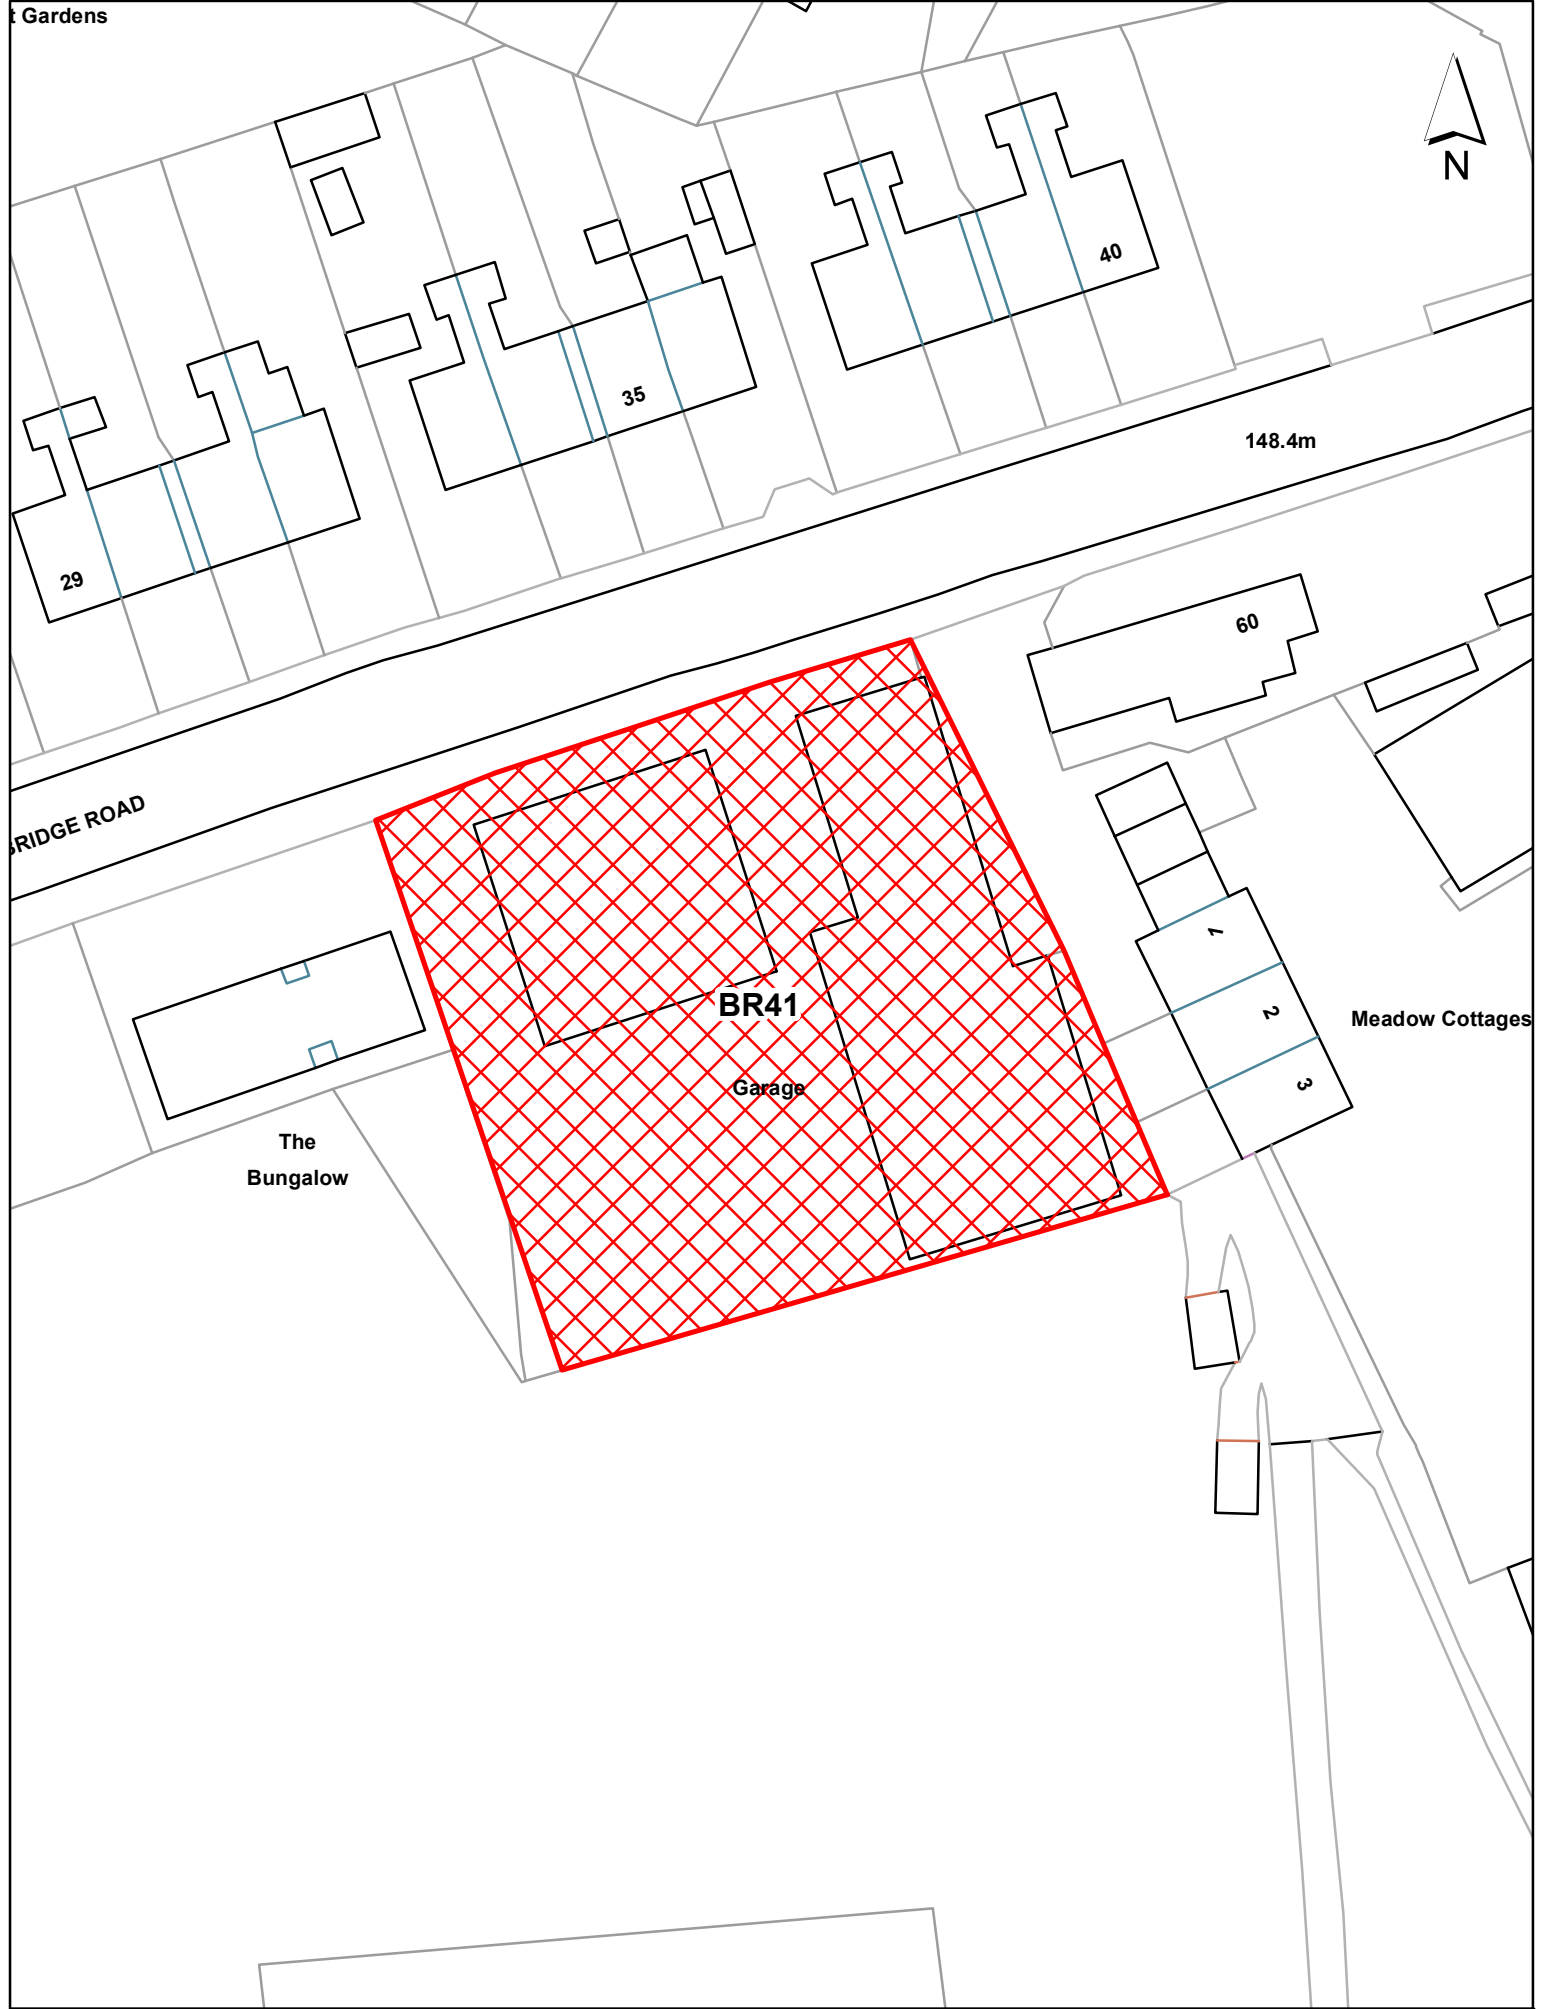 t Gardens
N
40
35
148.4m
29
60
BRIDGE ROAD
1
BR41
2
Meadow Cottages
Garage
3
The
Bungalow